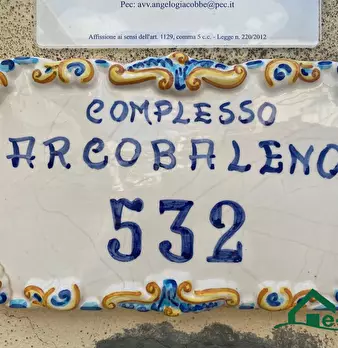 Pec: avv.angelogiacobbe@pec.it
Affissione ai sensi dell'art. 1129, comma 5 c.c. - Legge n. 220/2012
COMPLESSO
ARCOBALENO
532
e